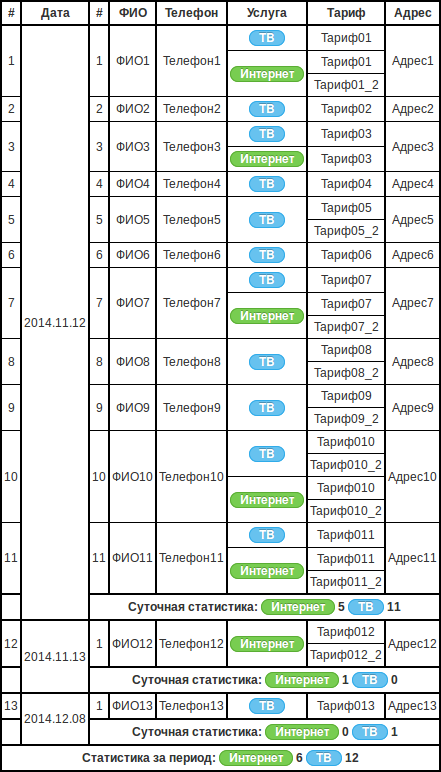 # Дата # ФИО Телефон Услуга Тариф Адрес
ТВ Тариф01
1 1 ФИО1 Телефон1 Интернет Тариф01 Адрес1
Тариф01_2
2 2 ФИО2 Телефон2 ТВ Тариф02 Адрес2
ТВ Тариф03
3 3 ФИО3 Телефон3 Адрес3
Интернет Тариф03
4 4 ФИО4 Телефон4 ТВ Тариф04 Адрес4
Тариф05
5 5 ФИО5 Телефон5 ТВ Адрес5
Тариф05_2
6 6 ФИО6 Телефон6 ТВ Тариф06 Адрес6
ТВ Тариф07
7 7 ФИО7 Телефон7 Интернет Тариф07 Адрес7
2014.11.12 Тариф07_2
Тариф08
8 8 ФИО8 Телефон8 ТВ Адрес8
Тариф08_2
Тариф09
9 9 ФИО9 Телефон9 ТВ Адрес9
Тариф09_2
Тариф010
ТВ Тариф010_2
10 10 ФИО10 Телефон10 Адрес10
Интернет Тариф010
Тариф010_2
ТВ Тариф011
11 11 ФИО11 Телефон11 Интернет Тариф011 Адрес11
Тариф011_2
Суточная статистика: Интернет 5 ТВ 11
Тариф012
12 1 ФИО12 Телефон12 Интернет Адрес12
2014.11.13 Тариф012_2
Суточная статистика: Интернет 1 ТВ 0
13 1 ФИО13 Телефон13 ТВ Тариф013 Адрес13
2014.12.08
Суточная статистика: Интернет 0 ТВ 1
Статистика за период: Интернет 6 ТВ 12